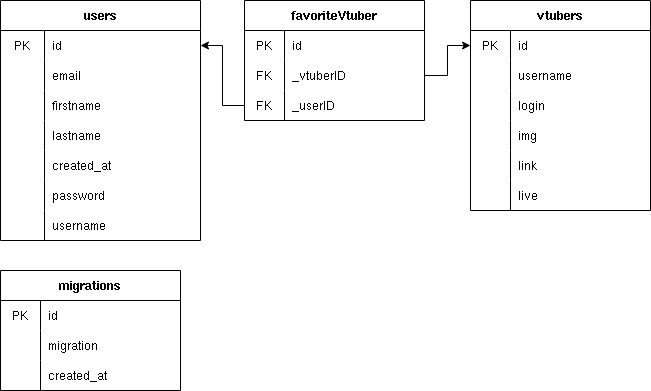 users
PK id
email
firstname
lastname
created_at
password
username
favoriteVtuber
PK id
FK _vtuberID
FK _userID
vtubers
PK id
username
login
img
link
live
migrations
PK id
migration
created_at